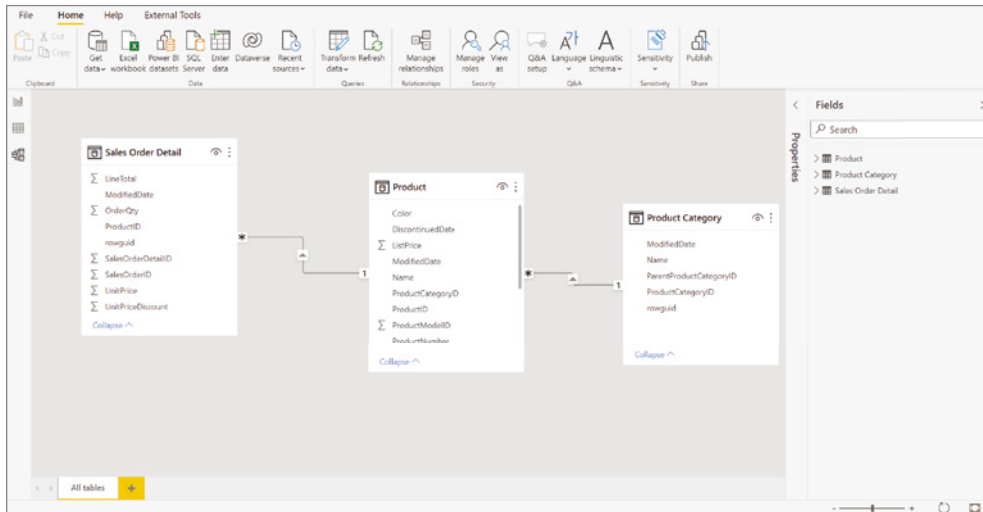 File Home Help External Tools
Paste
Cut
Copy
Get data
Excel workbook
Power BI datasets
SQL Server
Enter data
Dataverse
Recent sources
Transform data
Refresh
Manage relationships
Manage roles
View as
Q&A setup
Language
Linguistic schema
Sensitivity
Publish
Clipboard Data Queries Relationships Security Q&A Sensitivity Share
Sales Order Detail
∑ LineTotal
ModifiedDate
∑ OrderQty
ProductID
rowguid
∑ SalesOrderDetailID
∑ SalesOrderID
∑ UnitPrice
∑ UnitPriceDiscount
Collapse
* 1
Product
Color
DiscontinuedDate
∑ ListPrice
ModifiedDate
Name
ProductCategoryID
ProductID
∑ ProductModelID
ProductNumber
Collapse
* 1
Product Category
ModifiedDate
Name
ParentProductCategoryID
ProductCategoryID
rowguid
Collapse
Properties
Fields
Search
Product
Product Category
Sales Order Detail
All tables +
- +